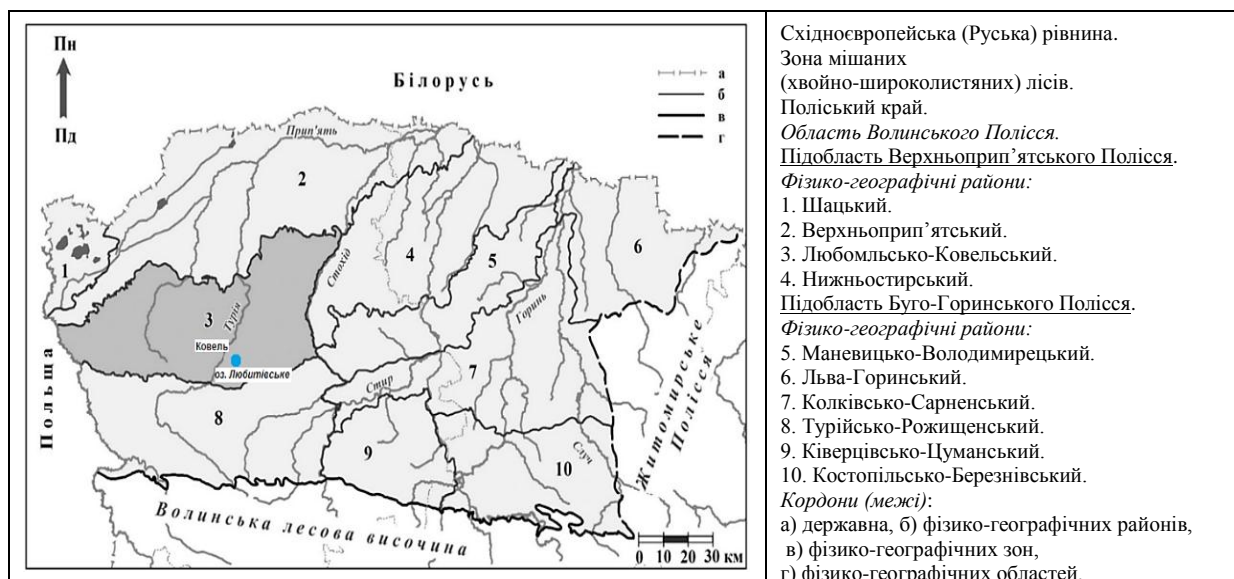 Пн
Пд
Білорусь
а
б
в
г
Прип'ять
2
1
Стохід
4
5
6
3
Турія
Горинь
Ковель
оз. Любитівське
Польща
Стир
7
8
9
10
Случ
Житомирське
Полісся
Волинська лесова височина
0 10 20 30 км
Східноєвропейська (Руська) рівнина.
Зона мішаних
(хвойно-широколистяних) лісів.
Поліський край.
Область Волинського Полісся.
Підобласть Верхньоприп’ятського Полісся.
Фізико-географічні райони:
1. Шацький.
2. Верхньоприп’ятський.
3. Любомльсько-Ковельський.
4. Нижньостирський.
Підобласть Буго-Горинського Полісся.
Фізико-географічні райони:
5. Маневицько-Володимирецький.
6. Льва-Горинський.
7. Колківсько-Сарненський.
8. Турійсько-Рожищенський.
9. Ківерцівсько-Цуманський.
10. Костопільсько-Березнівський.
Кордони (межі):
а) державна, б) фізико-географічних районів,
в) фізико-географічних зон,
г) фізико-географічних областей.